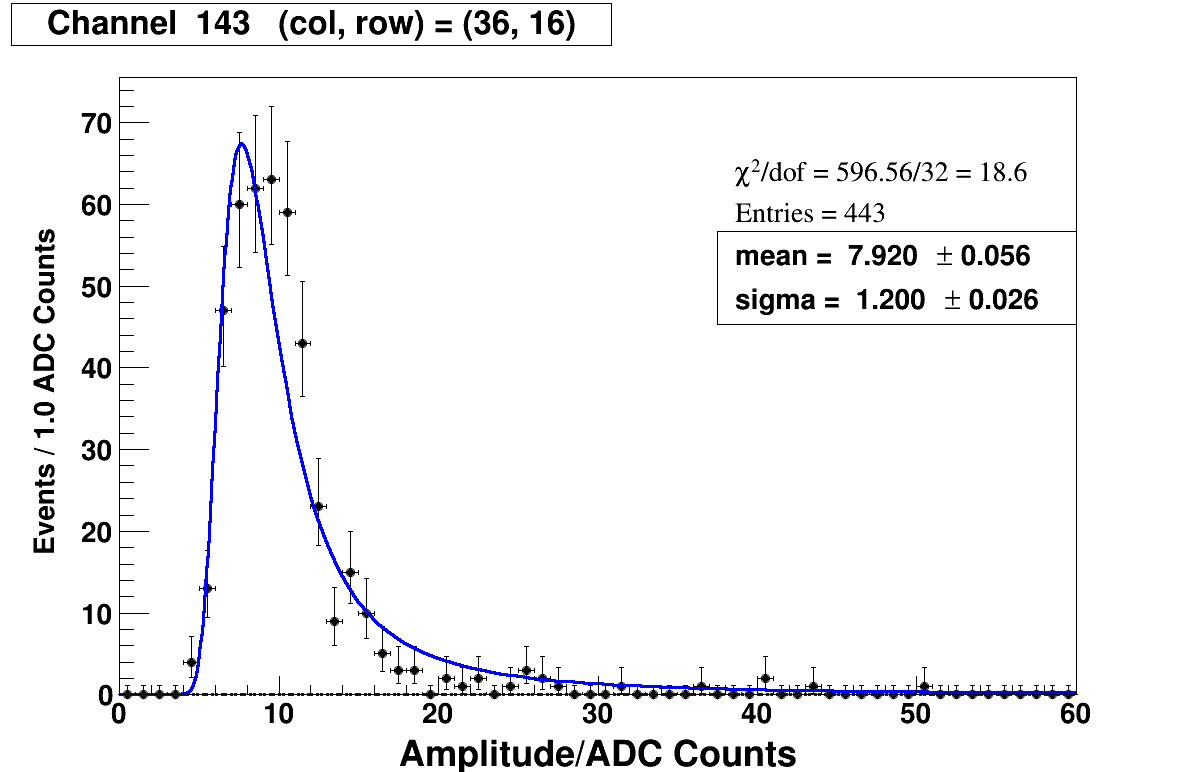 Channel 143 (col, row) = (36, 16)
χ²/dof = 596.56/32 = 18.6
Entries = 443
mean = 7.920 ± 0.056
sigma = 1.200 ± 0.026
Events / 1.0 ADC Counts
70
60
50
40
30
20
10
0
0 10 20 30 40 50 60
Amplitude/ADC Counts